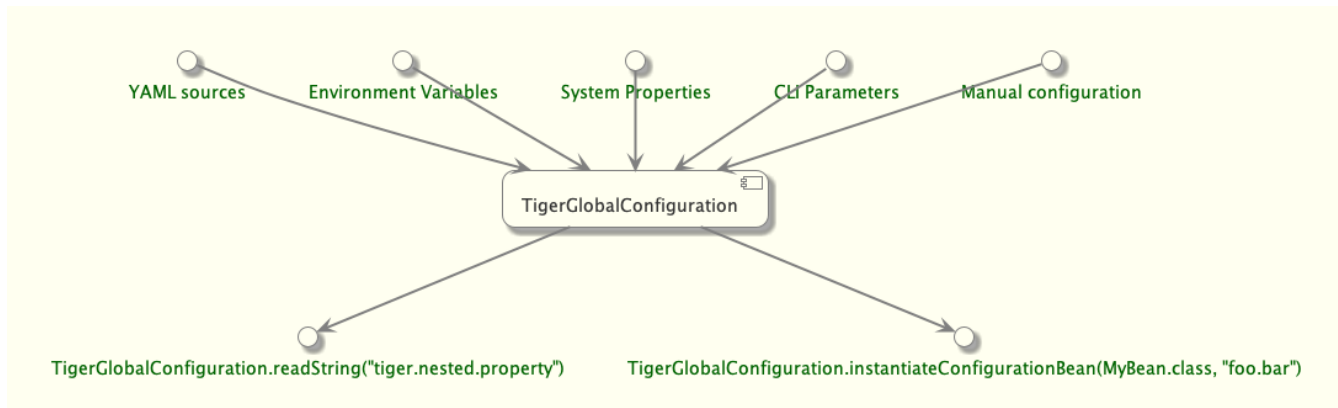 YAML sources
Environment Variables
System Properties
CLI Parameters
Manual configuration
TigerGlobalConfiguration
TigerGlobalConfiguration.readString("tiger.nested.property")
TigerGlobalConfiguration.instantiateConfigurationBean(MyBean.class, "foo.bar")